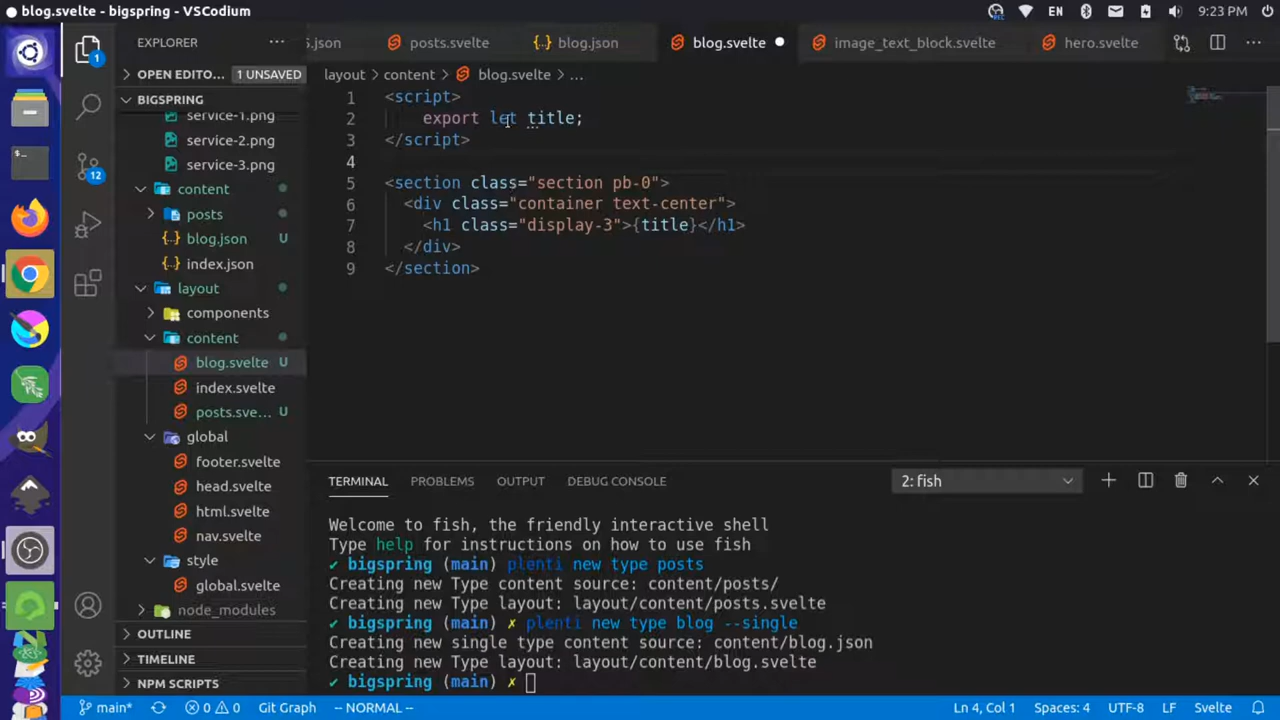 ● blog.svelte - bigspring - VSCodium
EN
9:23 PM
EXPLORER
OPEN EDITO... 1 UNSAVED
BIGSPRING
service-1.png
service-2.png
service-3.png
content
posts
blog.json U
index.json
layout
components
content
blog.svelte U
index.svelte
posts.sve... U
global
footer.svelte
head.svelte
html.svelte
nav.svelte
style
global.svelte
node_modules
OUTLINE
TIMELINE
NPM SCRIPTS
1
12
.json posts.svelte blog.json blog.svelte ● image_text_block.svelte hero.svelte
layout > content > blog.svelte > ...
1 <script>
2 export let title;
3 </script>
4
5 <section class="section pb-0">
6 <div class="container text-center">
7 <h1 class="display-3">{title}</h1>
8 </div>
9 </section>
TERMINAL PROBLEMS OUTPUT DEBUG CONSOLE 2: fish
Welcome to fish, the friendly interactive shell
Type help for instructions on how to use fish
✔ bigspring (main) plenti new type posts
Creating new Type content source: content/posts/
Creating new Type layout: layout/content/posts.svelte
✔ bigspring (main) ✗ plenti new type blog --single
Creating new single type content source: content/blog.json
Creating new Type layout: layout/content/blog.svelte
✔ bigspring (main) ✗
main* 0 0 Git Graph -- NORMAL -- Ln 4, Col 1 Spaces: 4 UTF-8 LF Svelte